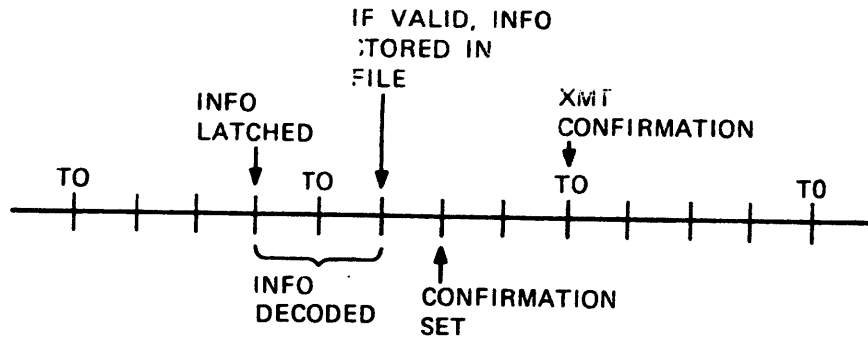 IF VALID, INFO
STORED IN
FILE
INFO
LATCHED
XMT
CONFIRMATION
TO
TO
TO
TO
INFO
DECODED
CONFIRMATION
SET